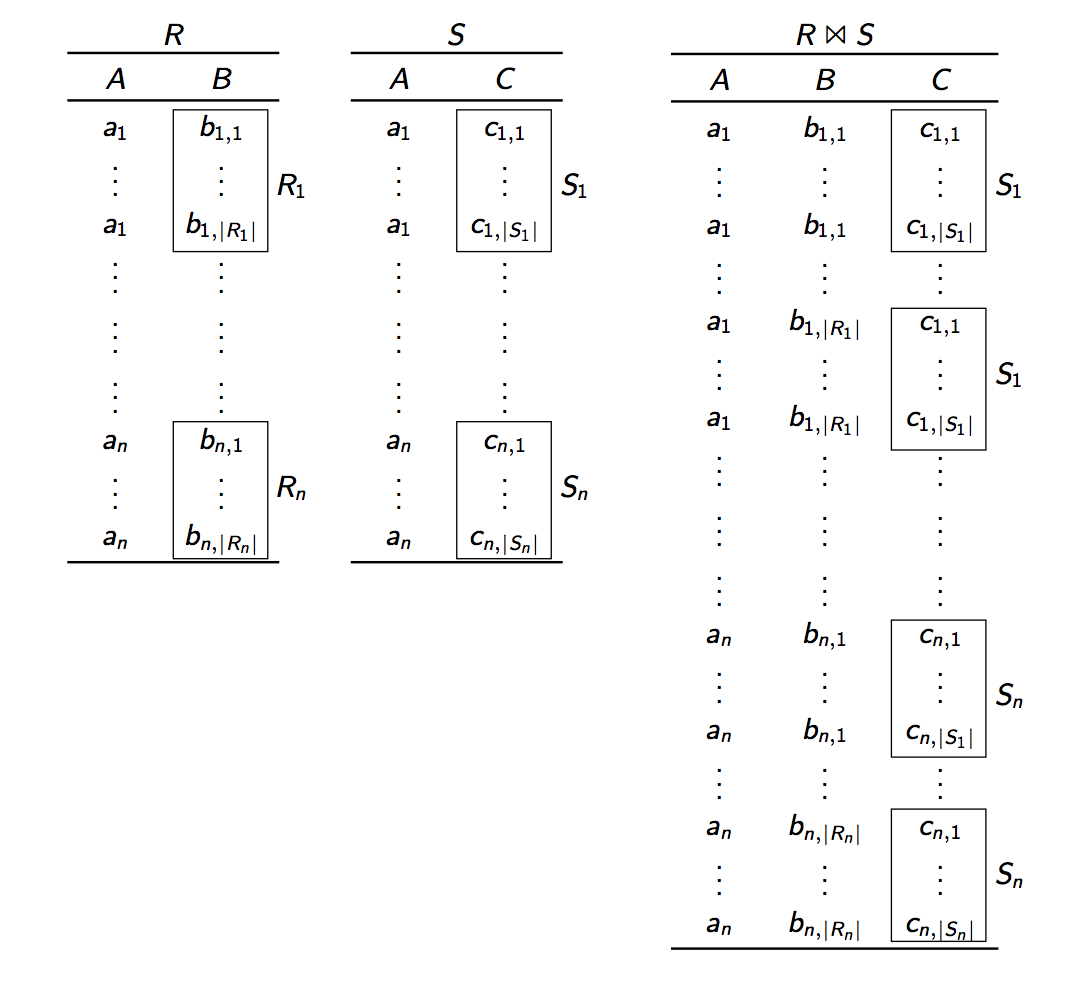 R S R ⋈ S
A B A C A B C
a₁ b₁,₁ a₁ c₁,₁ a₁ b₁,₁ c₁,₁
⋮ ⋮ R₁ ⋮ ⋮ S₁ ⋮ ⋮ ⋮ S₁
a₁ b₁,|R₁| a₁ c₁,|S₁| a₁ b₁,₁ c₁,|S₁|
⋮ ⋮ ⋮ ⋮ ⋮ ⋮ ⋮
⋮ ⋮ ⋮ ⋮ a₁ b₁,|R₁| c₁,₁
⋮ ⋮ ⋮ ⋮ ⋮ ⋮ ⋮ S₁
aₙ bₙ,₁ aₙ cₙ,₁ a₁ b₁,|R₁| c₁,|S₁|
⋮ ⋮ Rₙ ⋮ ⋮ Sₙ ⋮ ⋮ ⋮
aₙ bₙ,|Rₙ| aₙ cₙ,|Sₙ| ⋮ ⋮ ⋮
⋮ ⋮ ⋮
aₙ bₙ,₁ cₙ,₁
⋮ ⋮ ⋮ Sₙ
aₙ bₙ,₁ cₙ,|S₁|
⋮ ⋮ ⋮
aₙ bₙ,|Rₙ| cₙ,₁
⋮ ⋮ ⋮ Sₙ
aₙ bₙ,|Rₙ| cₙ,|Sₙ|